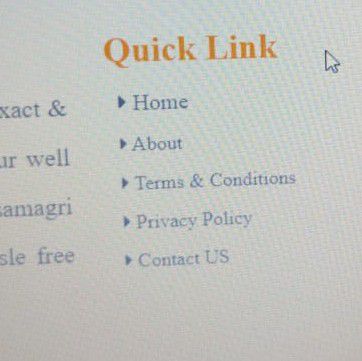 Quick Link
xact &
ur well
samagri
sle free
Home
About
Terms & Conditions
Privacy Policy
Contact US